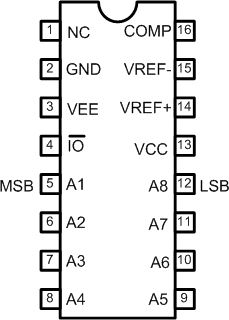 1 NC COMP 16
2 GND VREF- 15
3 VEE VREF+ 14
4 I̅O̅ VCC 13
MSB 5 A1 A8 12 LSB
6 A2 A7 11
7 A3 A6 10
8 A4 A5 9